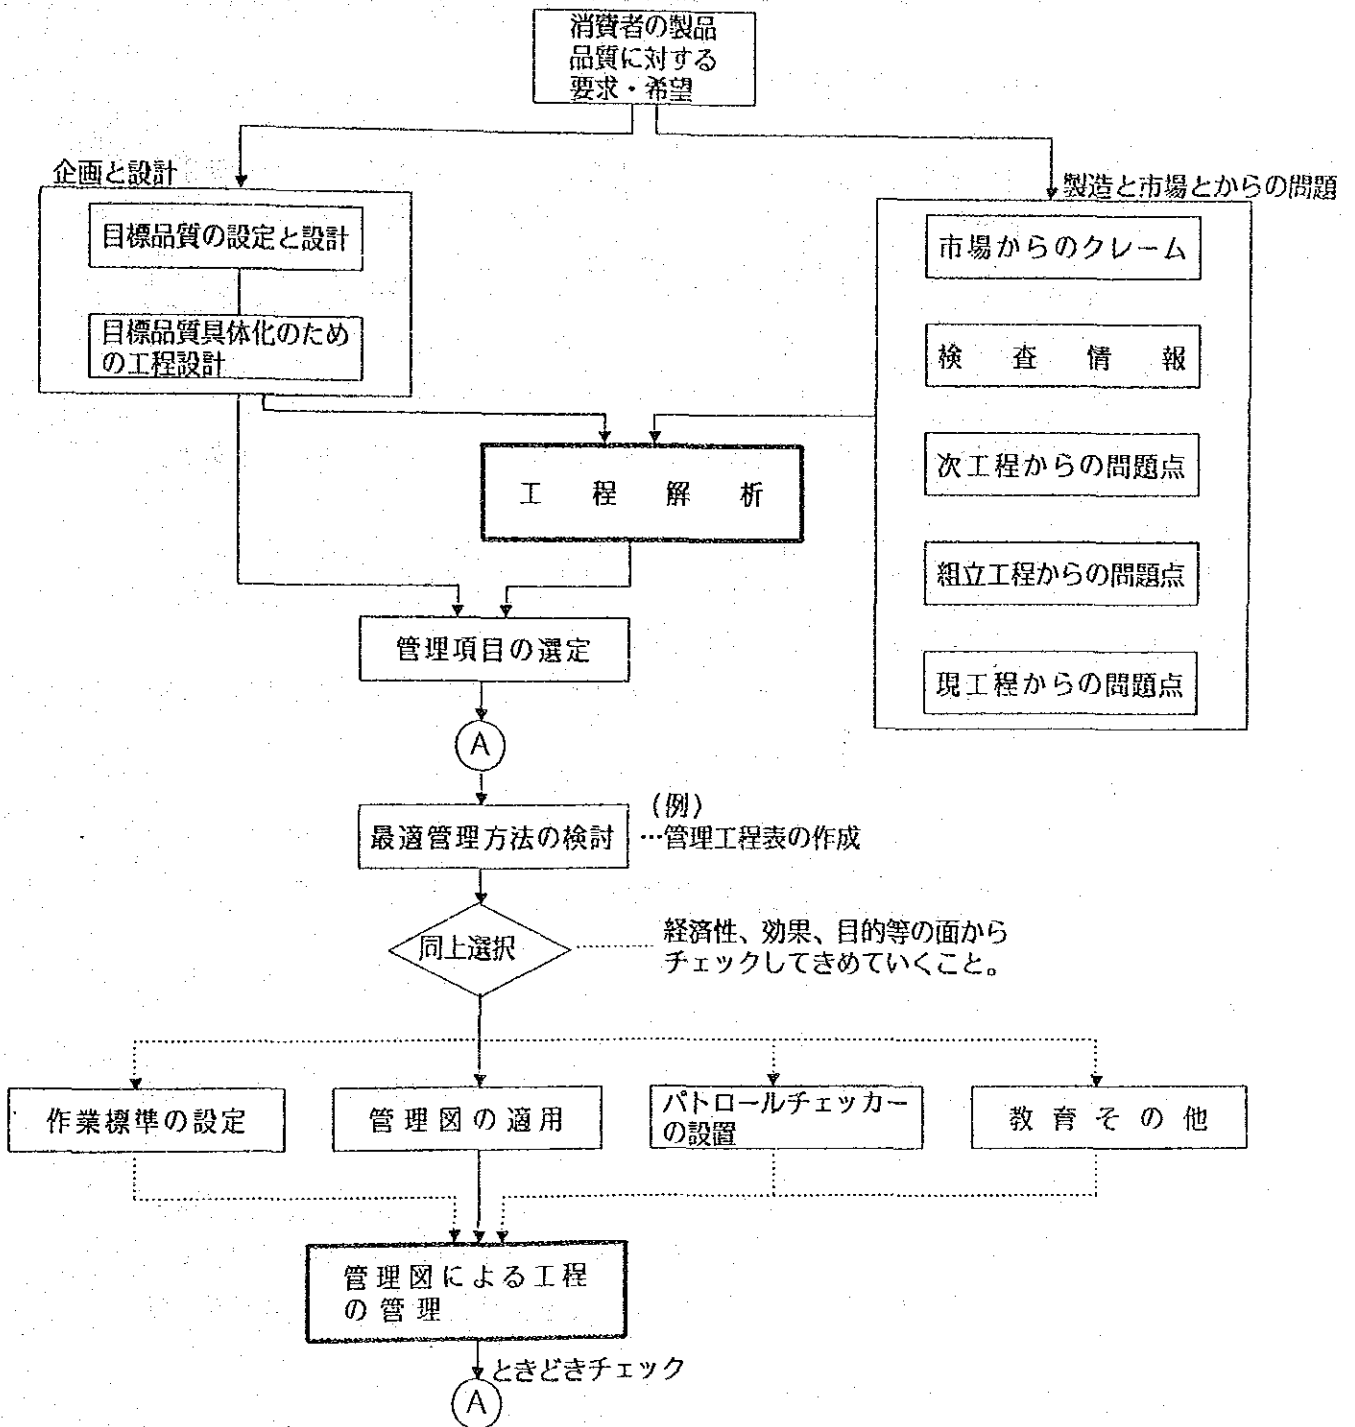 消費者の製品
品質に対する
要求・希望
企画と設計
目標品質の設定と設計
目標品質具体化のため
の工程設計
製造と市場とからの問題
市場からのクレーム
検査情報
次工程からの問題点
組立工程からの問題点
現工程からの問題点
工程解析
管理項目の選定
A
最適管理方法の検討
(例)
…管理工程表の作成
同上選択
経済性、効果、目的等の面から
チェックしてきめていくこと。
作業標準の設定
管理図の適用
パトロールチェッカー
の設置
教育その他
管理図による工程
の管理
ときどきチェック
A